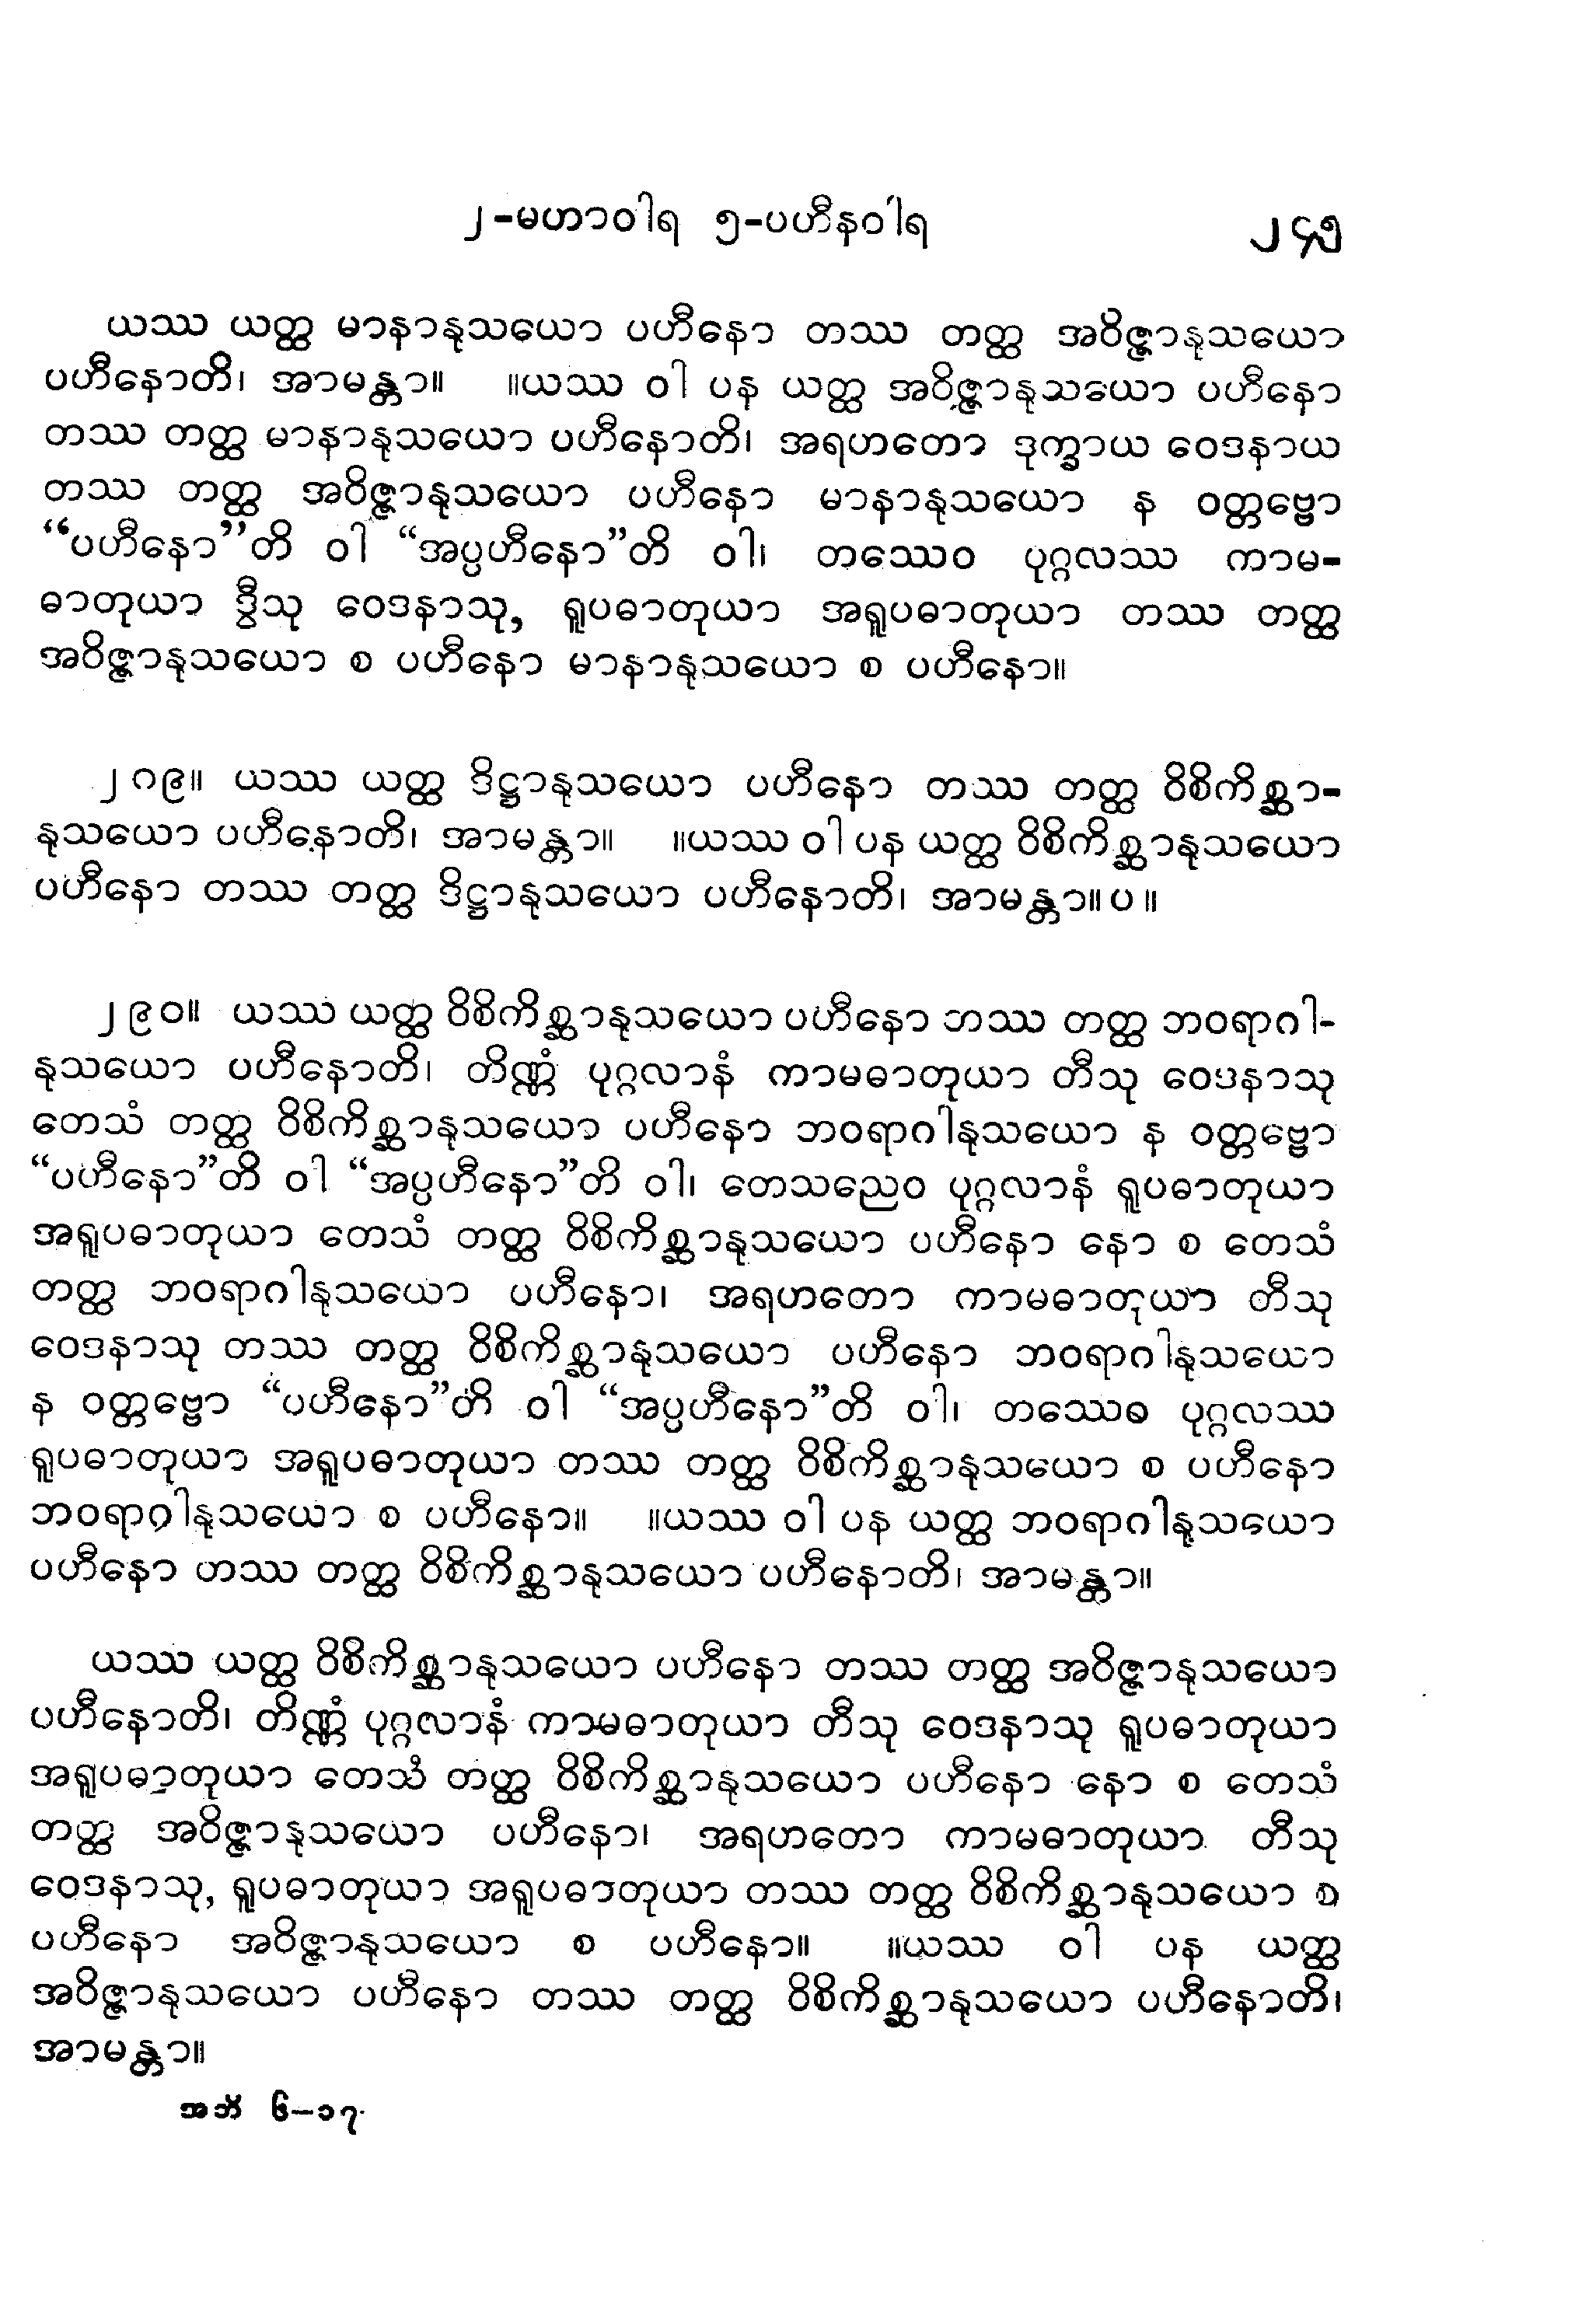 ၂-မဟာဝါရ ၅-ပဟီနဝါရ ၂၄၅
ယဿ ယတ္ထ မာနာနုသယော ပဟီနော တဿ တတ္ထ အဝိဇ္ဇာနုသယော
ပဟီနောတိ၊ အာမန္တာ။ ။ယဿ ဝါ ပန ယတ္ထ အဝိဇ္ဇာနုသယော ပဟီနော
တဿ တတ္ထ မာနာနုသယော ပဟီနောတိ၊ အရဟတော ဒုက္ခာယ ဝေဒနာယ
တဿ တတ္ထ အဝိဇ္ဇာနုသယော ပဟီနော မာနာနုသယော န ဝတ္တဗ္ဗော
“ပဟီနော”တိ ဝါ “အပ္ပဟီနော”တိ ဝါ၊ တဿေဝ ပုဂ္ဂလဿ ကာမ-
ဓာတုယာ ဒွီသု ဝေဒနာသု, ရူပဓာတုယာ အရူပဓာတုယာ တဿ တတ္ထ
အဝိဇ္ဇာနုသယော စ ပဟီနော မာနာနုသယော စ ပဟီနော။
၂၈၉။ ယဿ ယတ္ထ ဒိဋ္ဌာနုသယော ပဟီနော တဿ တတ္ထ ဝိစိကိစ္ဆာ-
နုသယော ပဟီနောတိ၊ အာမန္တာ။ ။ယဿ ဝါ ပန ယတ္ထ ဝိစိကိစ္ဆာနုသယော
ပဟီနော တဿ တတ္ထ ဒိဋ္ဌာနုသယော ပဟီနောတိ၊ အာမန္တာ။ပ။
၂၉၀။ ယဿ ယတ္ထ ဝိစိကိစ္ဆာနုသယော ပဟီနော ဘဿ တတ္ထ ဘဝရာဂါ-
နုသယော ပဟီနောတိ၊ တိဏ္ဏံ ပုဂ္ဂလာနံ ကာမဓာတုယာ တီသု ဝေဒနာသု
တေသံ တတ္ထ ဝိစိကိစ္ဆာနုသယော ပဟီနော ဘဝရာဂါနုသယော န ဝတ္တဗ္ဗော
“ပဟီနော”တိ ဝါ “အပ္ပဟီနော”တိ ဝါ၊ တေသညေဝ ပုဂ္ဂလာနံ ရူပဓာတုယာ
အရူပဓာတုယာ တေသံ တတ္ထ ဝိစိကိစ္ဆာနုသယော ပဟီနော နော စ တေသံ
တတ္ထ ဘဝရာဂါနုသယော ပဟီနော၊ အရဟတော ကာမဓာတုယာ တီသု
ဝေဒနာသု တဿ တတ္ထ ဝိစိကိစ္ဆာနုသယော ပဟီနော ဘဝရာဂါနုသယော
န ဝတ္တဗ္ဗော “ပဟီနော”တိ ဝါ “အပ္ပဟီနော”တိ ဝါ၊ တဿေဝ ပုဂ္ဂလဿ
ရူပဓာတုယာ အရူပဓာတုယာ တဿ တတ္ထ ဝိစိကိစ္ဆာနုသယော စ ပဟီနော
ဘဝရာဂါနုသယော စ ပဟီနော။ ။ယဿ ဝါ ပန ယတ္ထ ဘဝရာဂါနုသယော
ပဟီနော တဿ တတ္ထ ဝိစိကိစ္ဆာနုသယော ပဟီနောတိ၊ အာမန္တာ။
ယဿ ယတ္ထ ဝိစိကိစ္ဆာနုသယော ပဟီနော တဿ တတ္ထ အဝိဇ္ဇာနုသယော
ပဟီနောတိ၊ တိဏ္ဏံ ပုဂ္ဂလာနံ ကာမဓာတုယာ တီသု ဝေဒနာသု ရူပဓာတုယာ
အရူပဓာတုယာ တေသံ တတ္ထ ဝိစိကိစ္ဆာနုသယော ပဟီနော နော စ တေသံ
တတ္ထ အဝိဇ္ဇာနုသယော ပဟီနော၊ အရဟတော ကာမဓာတုယာ တီသု
ဝေဒနာသု, ရူပဓာတုယာ အရူပဓာတုယာ တဿ တတ္ထ ဝိစိကိစ္ဆာနုသယော စ
ပဟီနော အဝိဇ္ဇာနုသယော စ ပဟီနော။ ။ယဿ ဝါ ပန ယတ္ထ
အဝိဇ္ဇာနုသယော ပဟီနော တဿ တတ္ထ ဝိစိကိစ္ဆာနုသယော ပဟီနောတိ၊
အာမန္တာ။
အဘိ ၆–၁၇